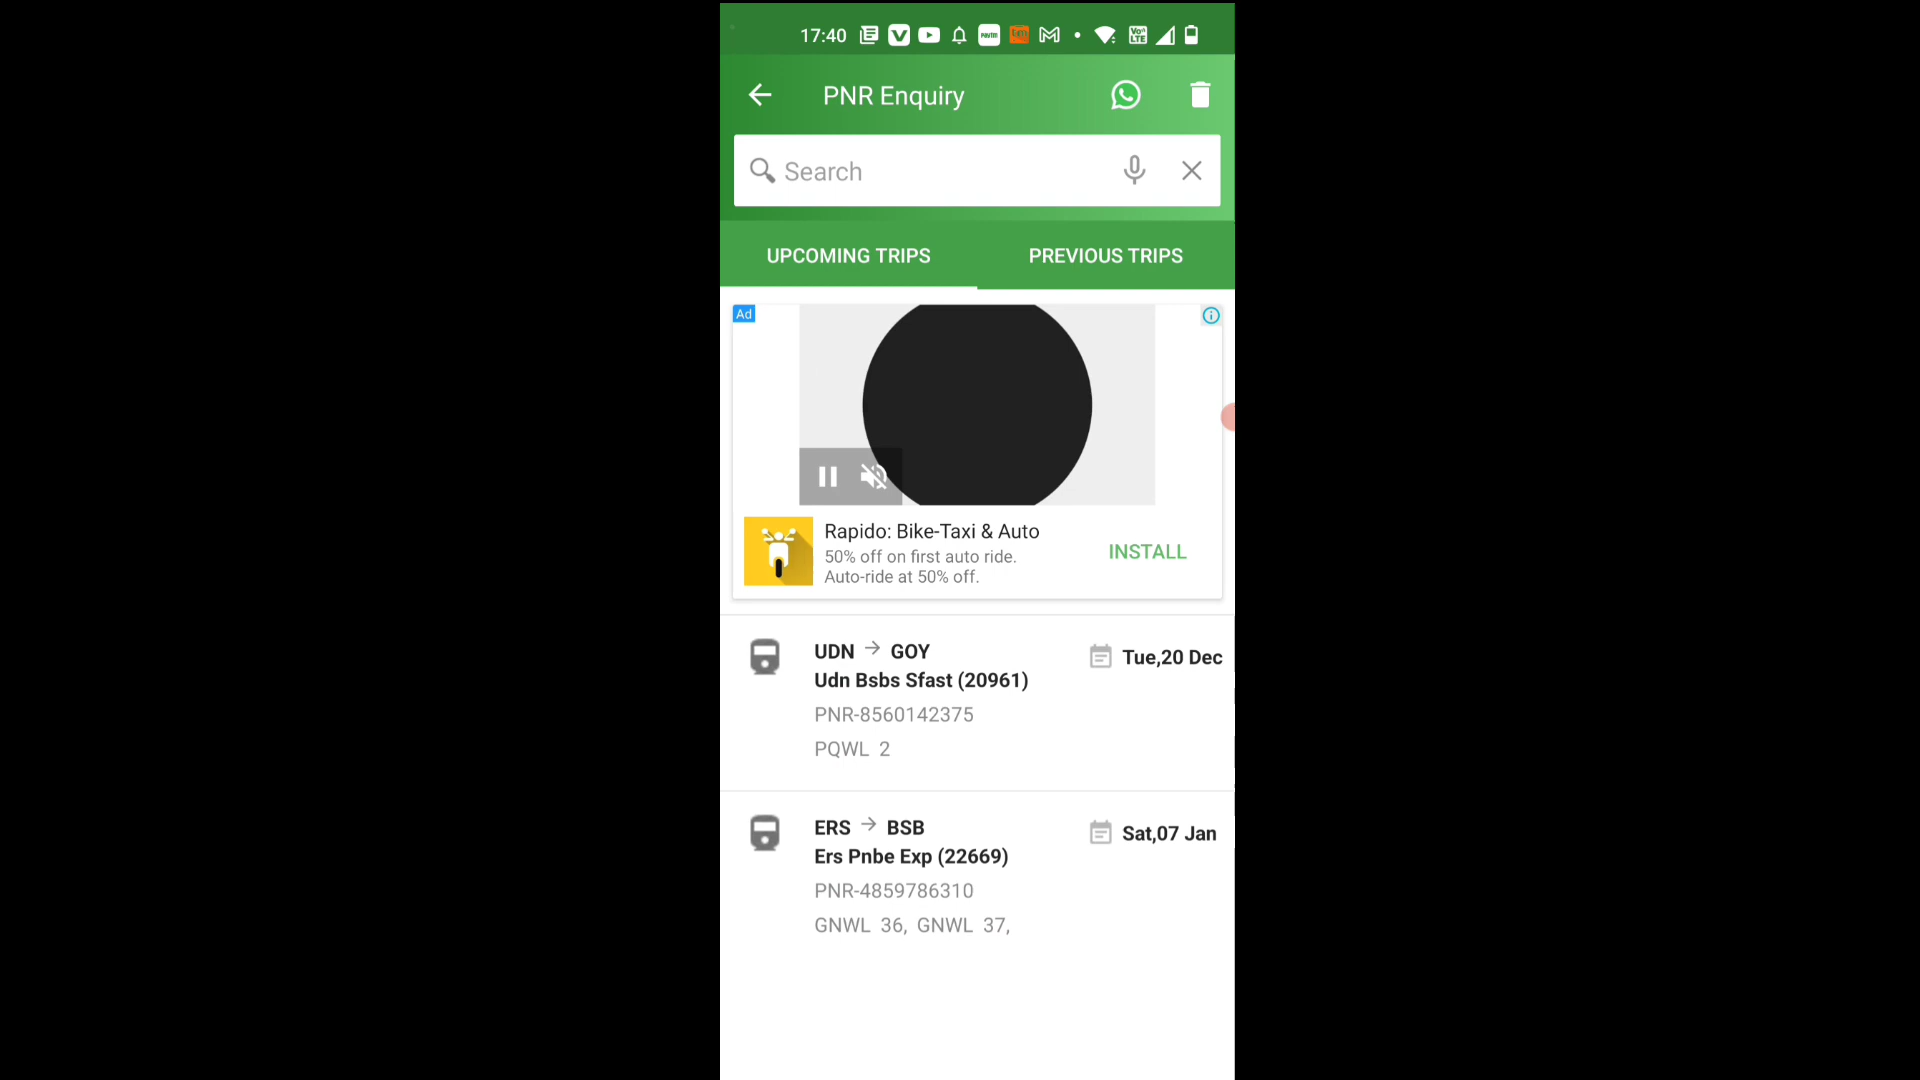 17:40
PNR Enquiry
Search
UPCOMING TRIPS PREVIOUS TRIPS
Ad
Rapido: Bike-Taxi & Auto
50% off on first auto ride.
Auto-ride at 50% off.
INSTALL
UDN → GOY
Tue,20 Dec
Udn Bsbs Sfast (20961)
PNR-8560142375
PQWL 2
ERS → BSB
Sat,07 Jan
Ers Pnbe Exp (22669)
PNR-4859786310
GNWL 36, GNWL 37,